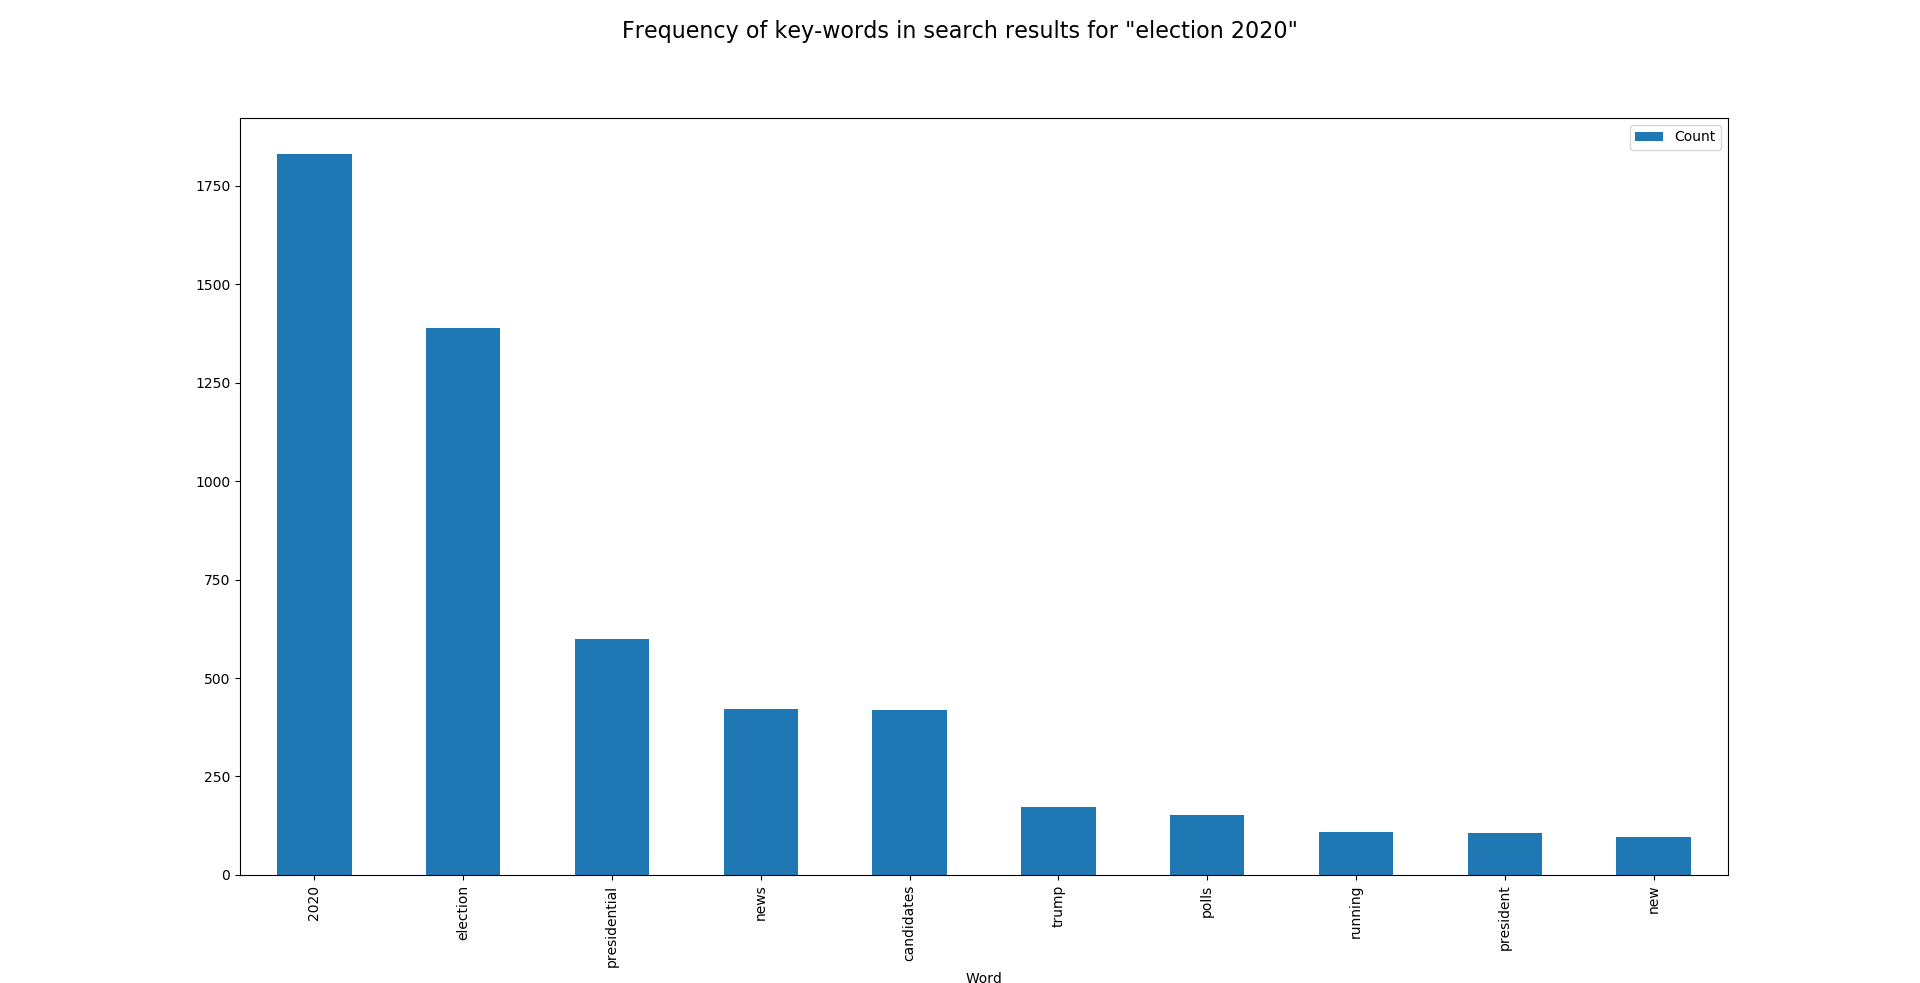 Frequency of key-words in search results for "election 2020"
Count
1750
1500
1250
1000
750
500
250
0
2020
election
presidential
news
candidates
trump
polls
running
president
new
Word